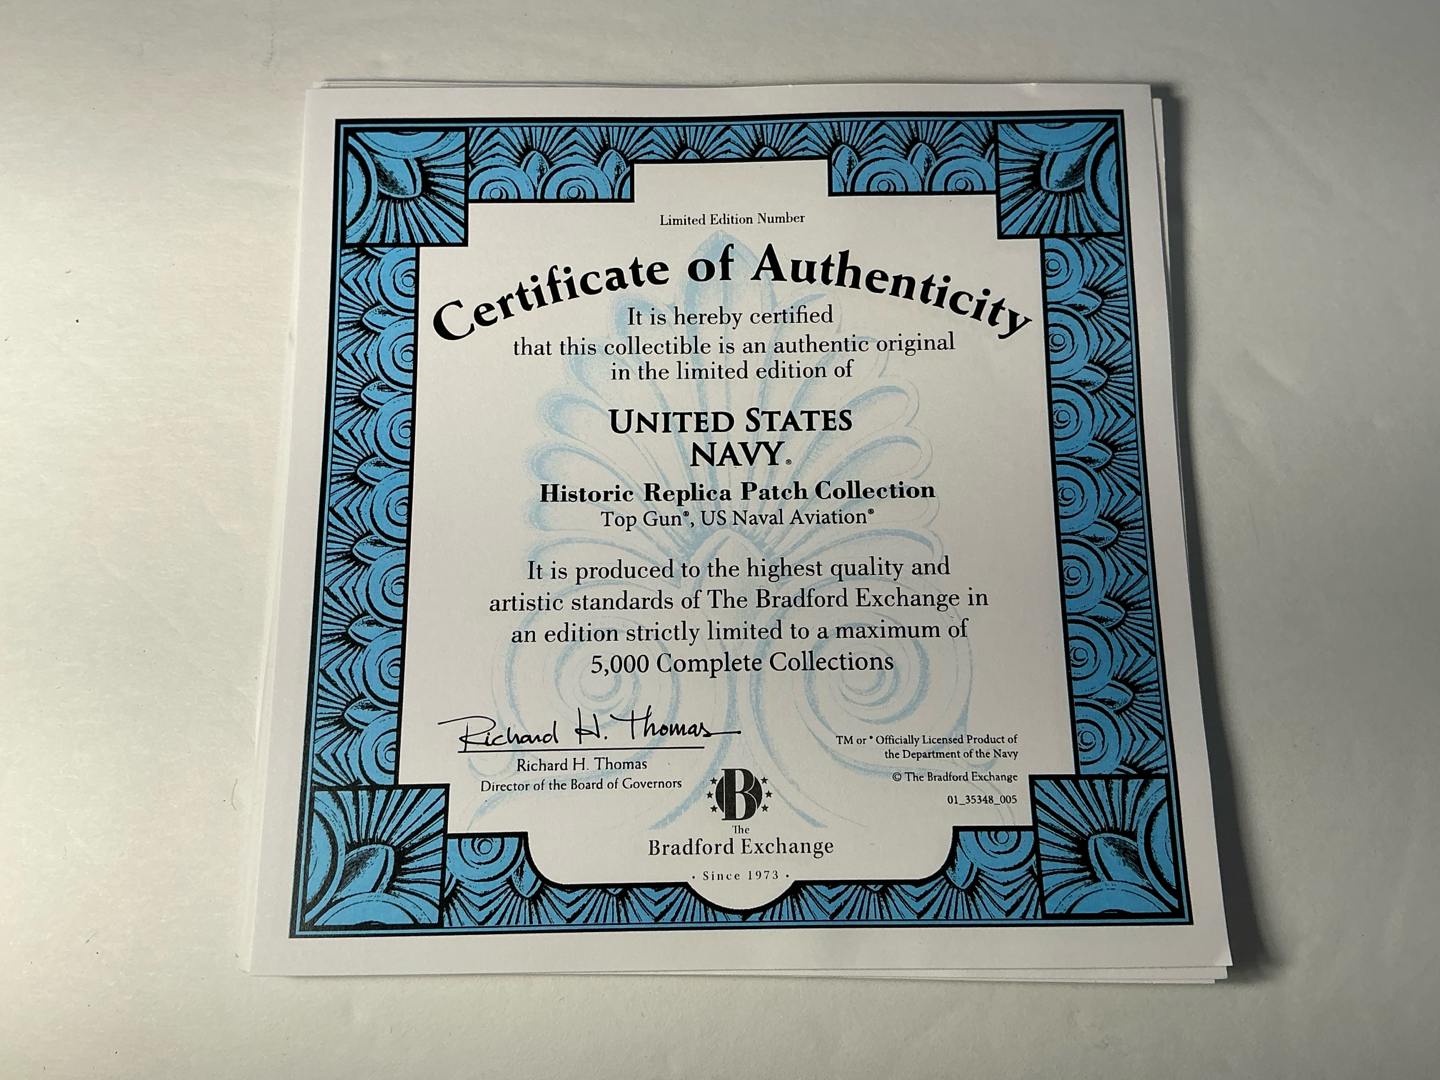 Limited Edition Number
Certificate of Authenticity
It is hereby certified
that this collectible is an authentic original
in the limited edition of
UNITED STATES
NAVY®
Historic Replica Patch Collection
Top Gun®, US Naval Aviation®
It is produced to the highest quality and
artistic standards of The Bradford Exchange in
an edition strictly limited to a maximum of
5,000 Complete Collections
Richard H. Thomas
Richard H. Thomas
Director of the Board of Governors
TM or ® Officially Licensed Product of
the Department of the Navy
© The Bradford Exchange
01_35348_005
B
The
Bradford Exchange
· Since 1973 ·